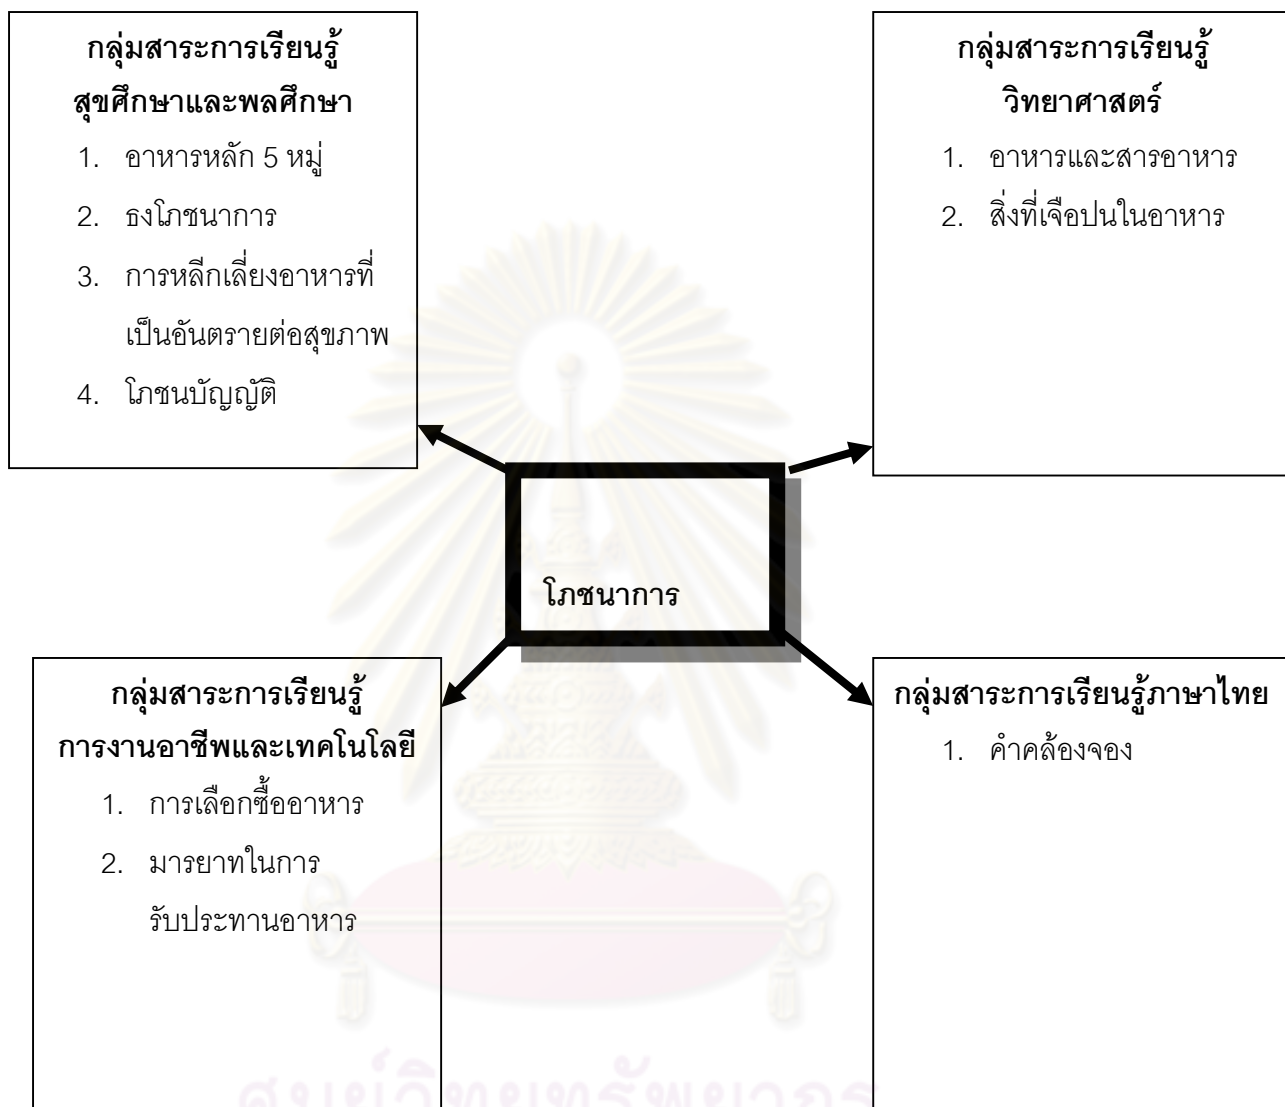 กลุ่มสาระการเรียนรู้
สุขศึกษาและพลศึกษา
1. อาหารหลัก 5 หมู่
2. ธงโภชนาการ
3. การหลีกเลี่ยงอาหารที่
เป็นอันตรายต่อสุขภาพ
4. โภชนบัญญัติ
กลุ่มสาระการเรียนรู้
วิทยาศาสตร์
1. อาหารและสารอาหาร
2. สิ่งที่เจือปนในอาหาร
โภชนาการ
กลุ่มสาระการเรียนรู้
การงานอาชีพและเทคโนโลยี
1. การเลือกซื้ออาหาร
2. มารยาทในการ
รับประทานอาหาร
กลุ่มสาระการเรียนรู้ภาษาไทย
1. คำคล้องจอง
ศูนย์วิทยทรัพยากร